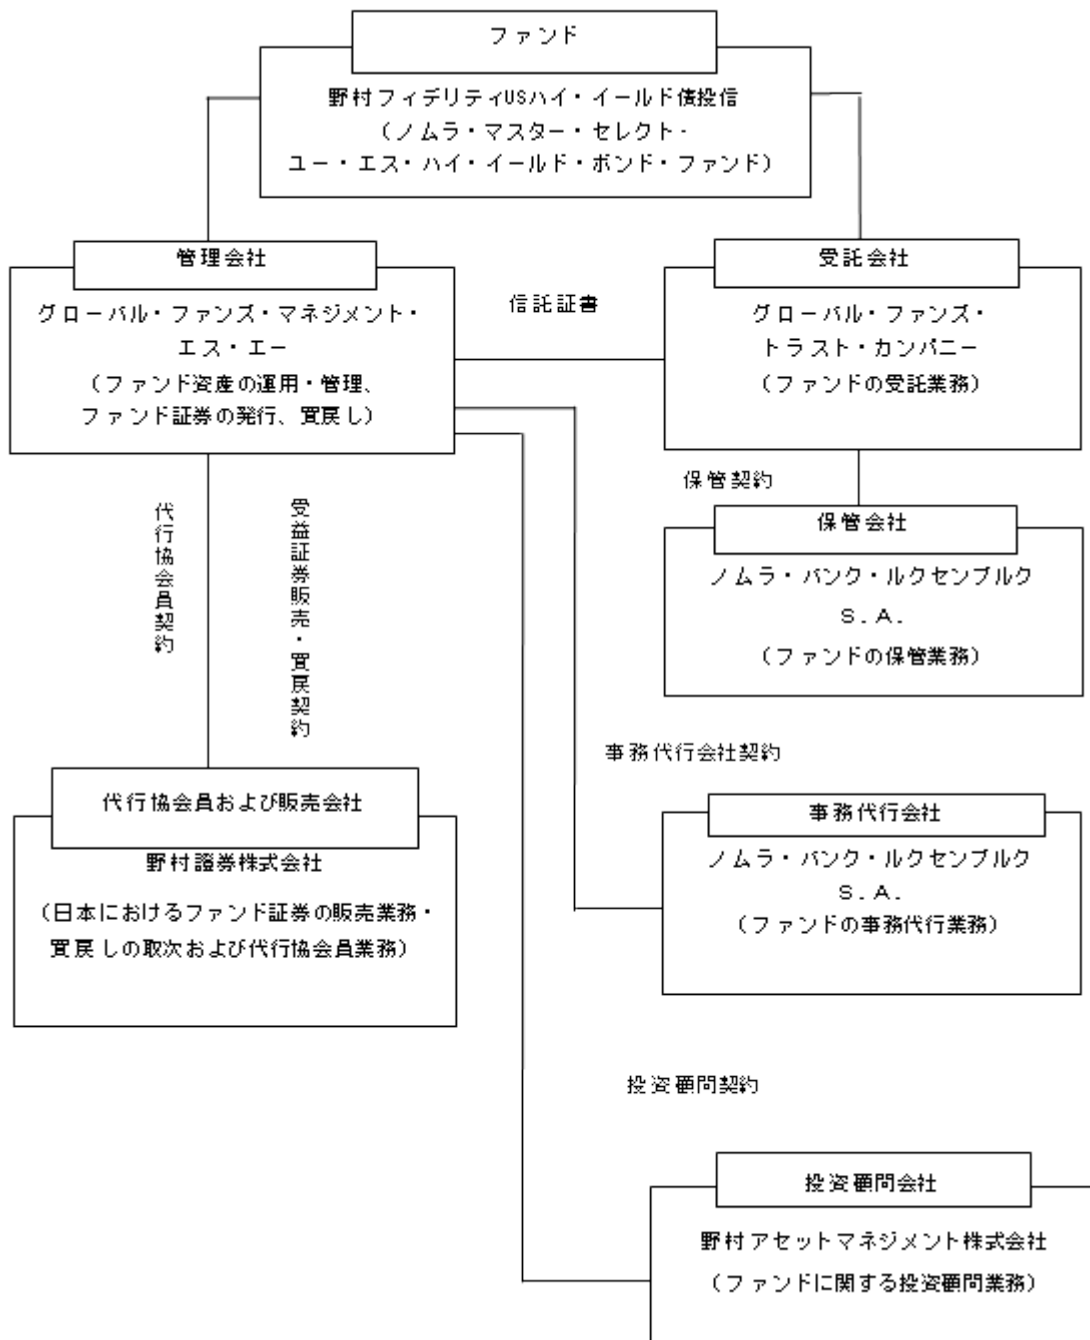 ファンド
野村フィデリティUSハイ・イールド債投信
（ノムラ・マスター・セレクト-
ユー・エス・ハイ・イールド・ボンド・ファンド）
管理会社
グローバル・ファンズ・マネジメント・
エス・エー
（ファンド資産の運用・管理、
ファンド証券の発行、買戻し）
信託証書
受託会社
グローバル・ファンズ・
トラスト・カンパニー
（ファンドの受託業務）
保管契約
保管会社
ノムラ・バンク・ルクセンブルク
S．A．
（ファンドの保管業務）
代行協会員契約
受益証券販売・買戻契約
事務代行会社契約
代行協会員および販売会社
野村證券株式会社
（日本におけるファンド証券の販売業務・
買戻しの取次および代行協会員業務）
事務代行会社
ノムラ・バンク・ルクセンブルク
S．A．
（ファンドの事務代行業務）
投資顧問契約
投資顧問会社
野村アセットマネジメント株式会社
（ファンドに関する投資顧問業務）